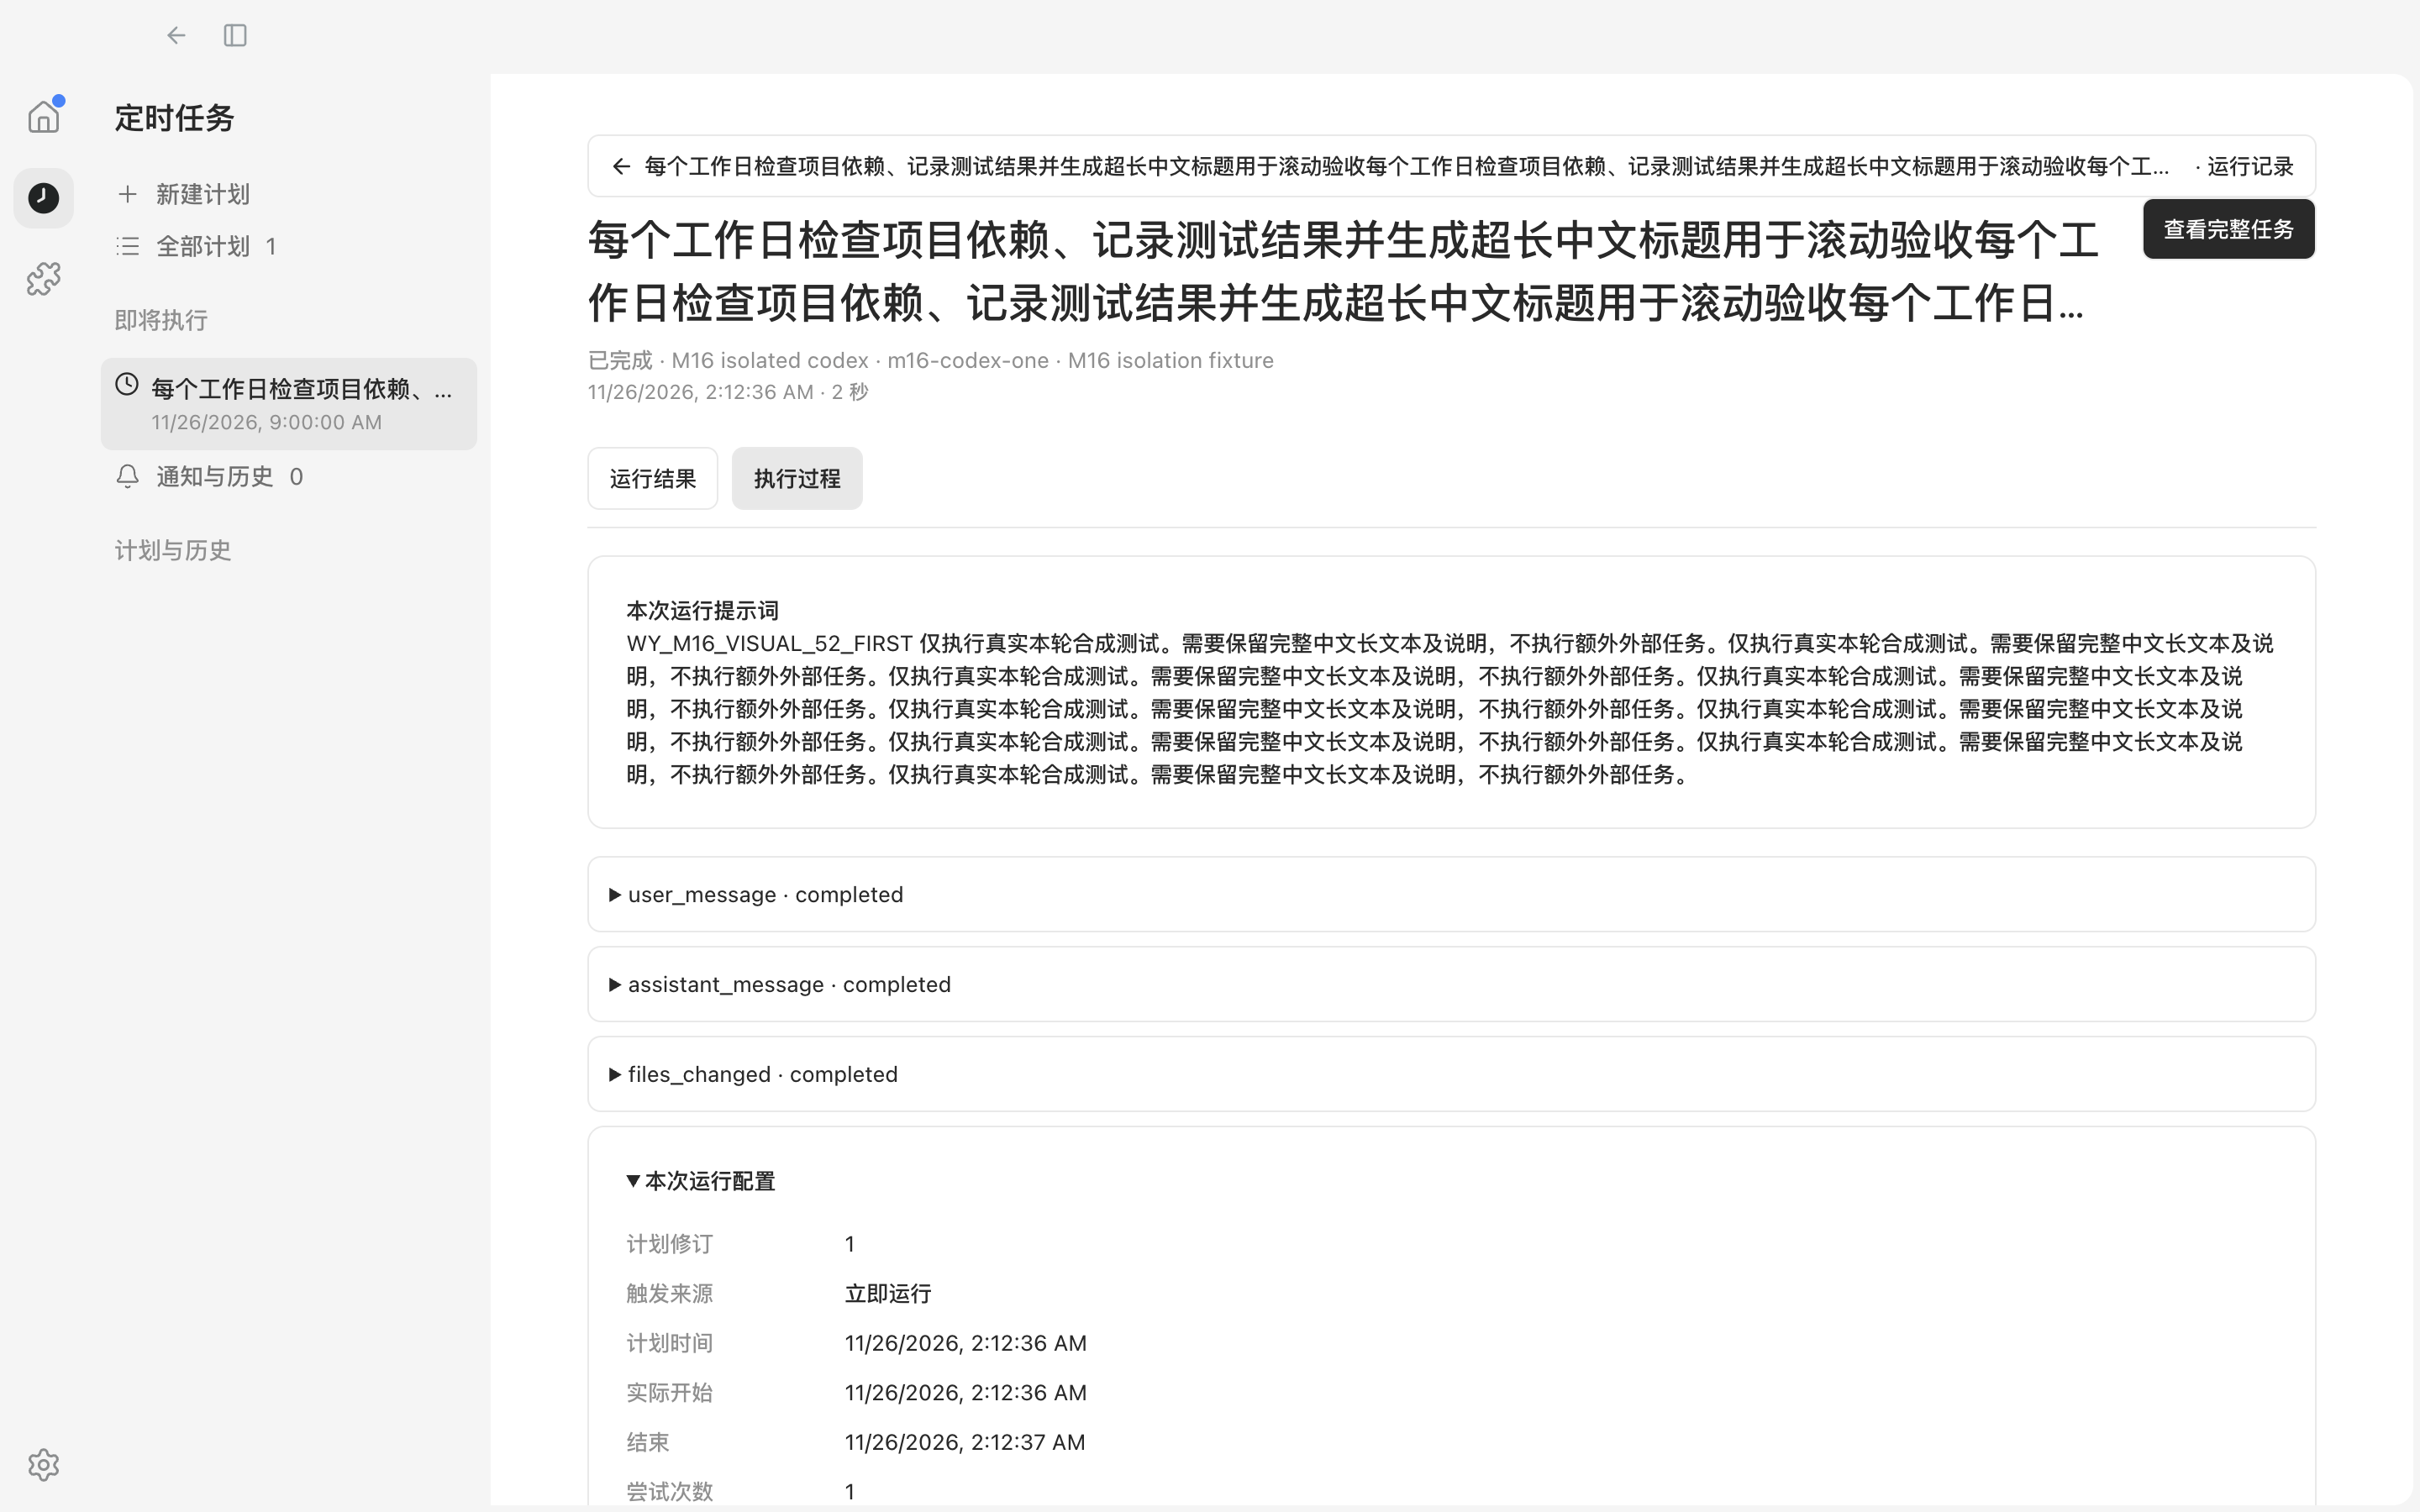 定时任务
新建计划
全部计划 1
即将执行
每个工作日检查项目依赖、...
11/26/2026, 9:00:00 AM
通知与历史 0
计划与历史
每个工作日检查项目依赖、记录测试结果并生成超长中文标题用于滚动验收每个工作日检查项目依赖、记录测试结果并生成超长中文标题用于滚动验收每个工... · 运行记录
每个工作日检查项目依赖、记录测试结果并生成超长中文标题用于滚动验收每个工
作日检查项目依赖、记录测试结果并生成超长中文标题用于滚动验收每个工作日...
查看完整任务
已完成 · M16 isolated codex · m16-codex-one · M16 isolation fixture
11/26/2026, 2:12:36 AM · 2 秒
运行结果
执行过程
本次运行提示词
WY_M16_VISUAL_52_FIRST 仅执行真实本轮合成测试。需要保留完整中文长文本及说明，不执行额外外部任务。仅执行真实本轮合成测试。需要保留完整中文长文本及说
明，不执行额外外部任务。仅执行真实本轮合成测试。需要保留完整中文长文本及说明，不执行额外外部任务。仅执行真实本轮合成测试。需要保留完整中文长文本及说
明，不执行额外外部任务。仅执行真实本轮合成测试。需要保留完整中文长文本及说明，不执行额外外部任务。仅执行真实本轮合成测试。需要保留完整中文长文本及说
明，不执行额外外部任务。仅执行真实本轮合成测试。需要保留完整中文长文本及说明，不执行额外外部任务。仅执行真实本轮合成测试。需要保留完整中文长文本及说
明，不执行额外外部任务。仅执行真实本轮合成测试。需要保留完整中文长文本及说明，不执行额外外部任务。
user_message · completed
assistant_message · completed
files_changed · completed
本次运行配置
计划修订 1
触发来源 立即运行
计划时间 11/26/2026, 2:12:36 AM
实际开始 11/26/2026, 2:12:36 AM
结束 11/26/2026, 2:12:37 AM
尝试次数 1